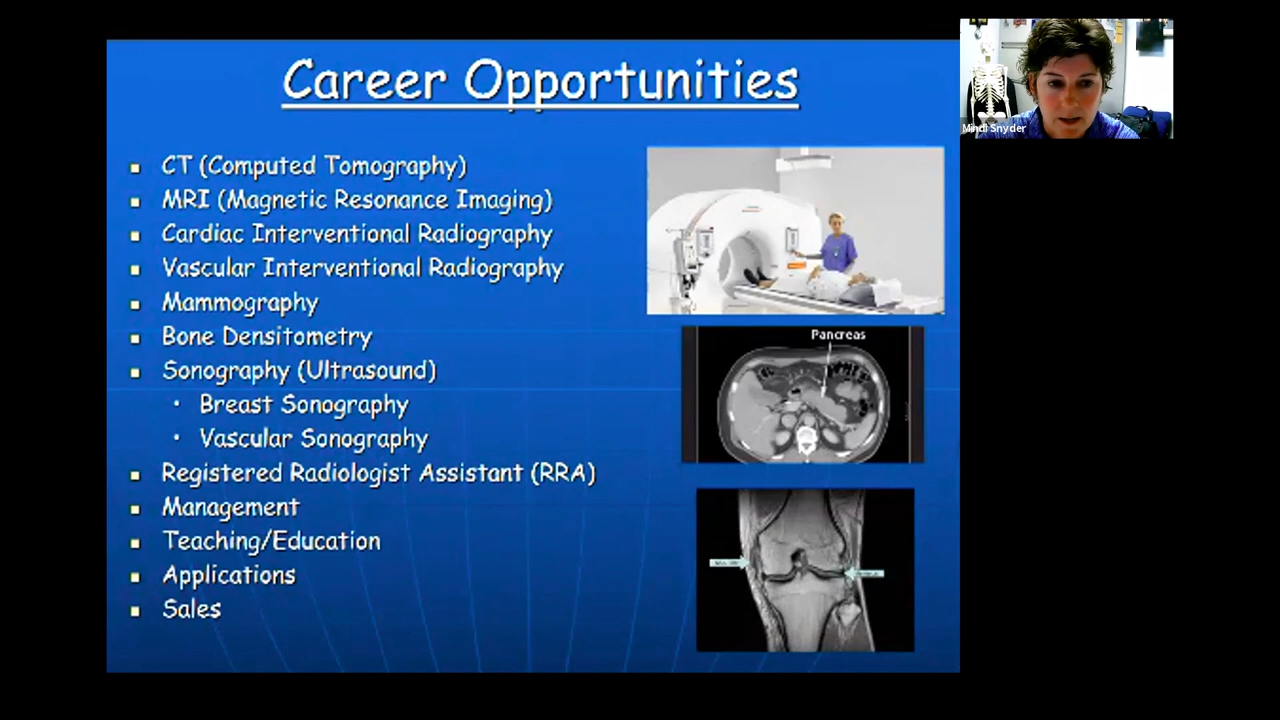 Career Opportunities
CT (Computed Tomography)
MRI (Magnetic Resonance Imaging)
Cardiac Interventional Radiography
Vascular Interventional Radiography
Mammography
Bone Densitometry
Sonography (Ultrasound)
Breast Sonography
Vascular Sonography
Registered Radiologist Assistant (RRA)
Management
Teaching/Education
Applications
Sales
Pancreas
Mindi Snyder